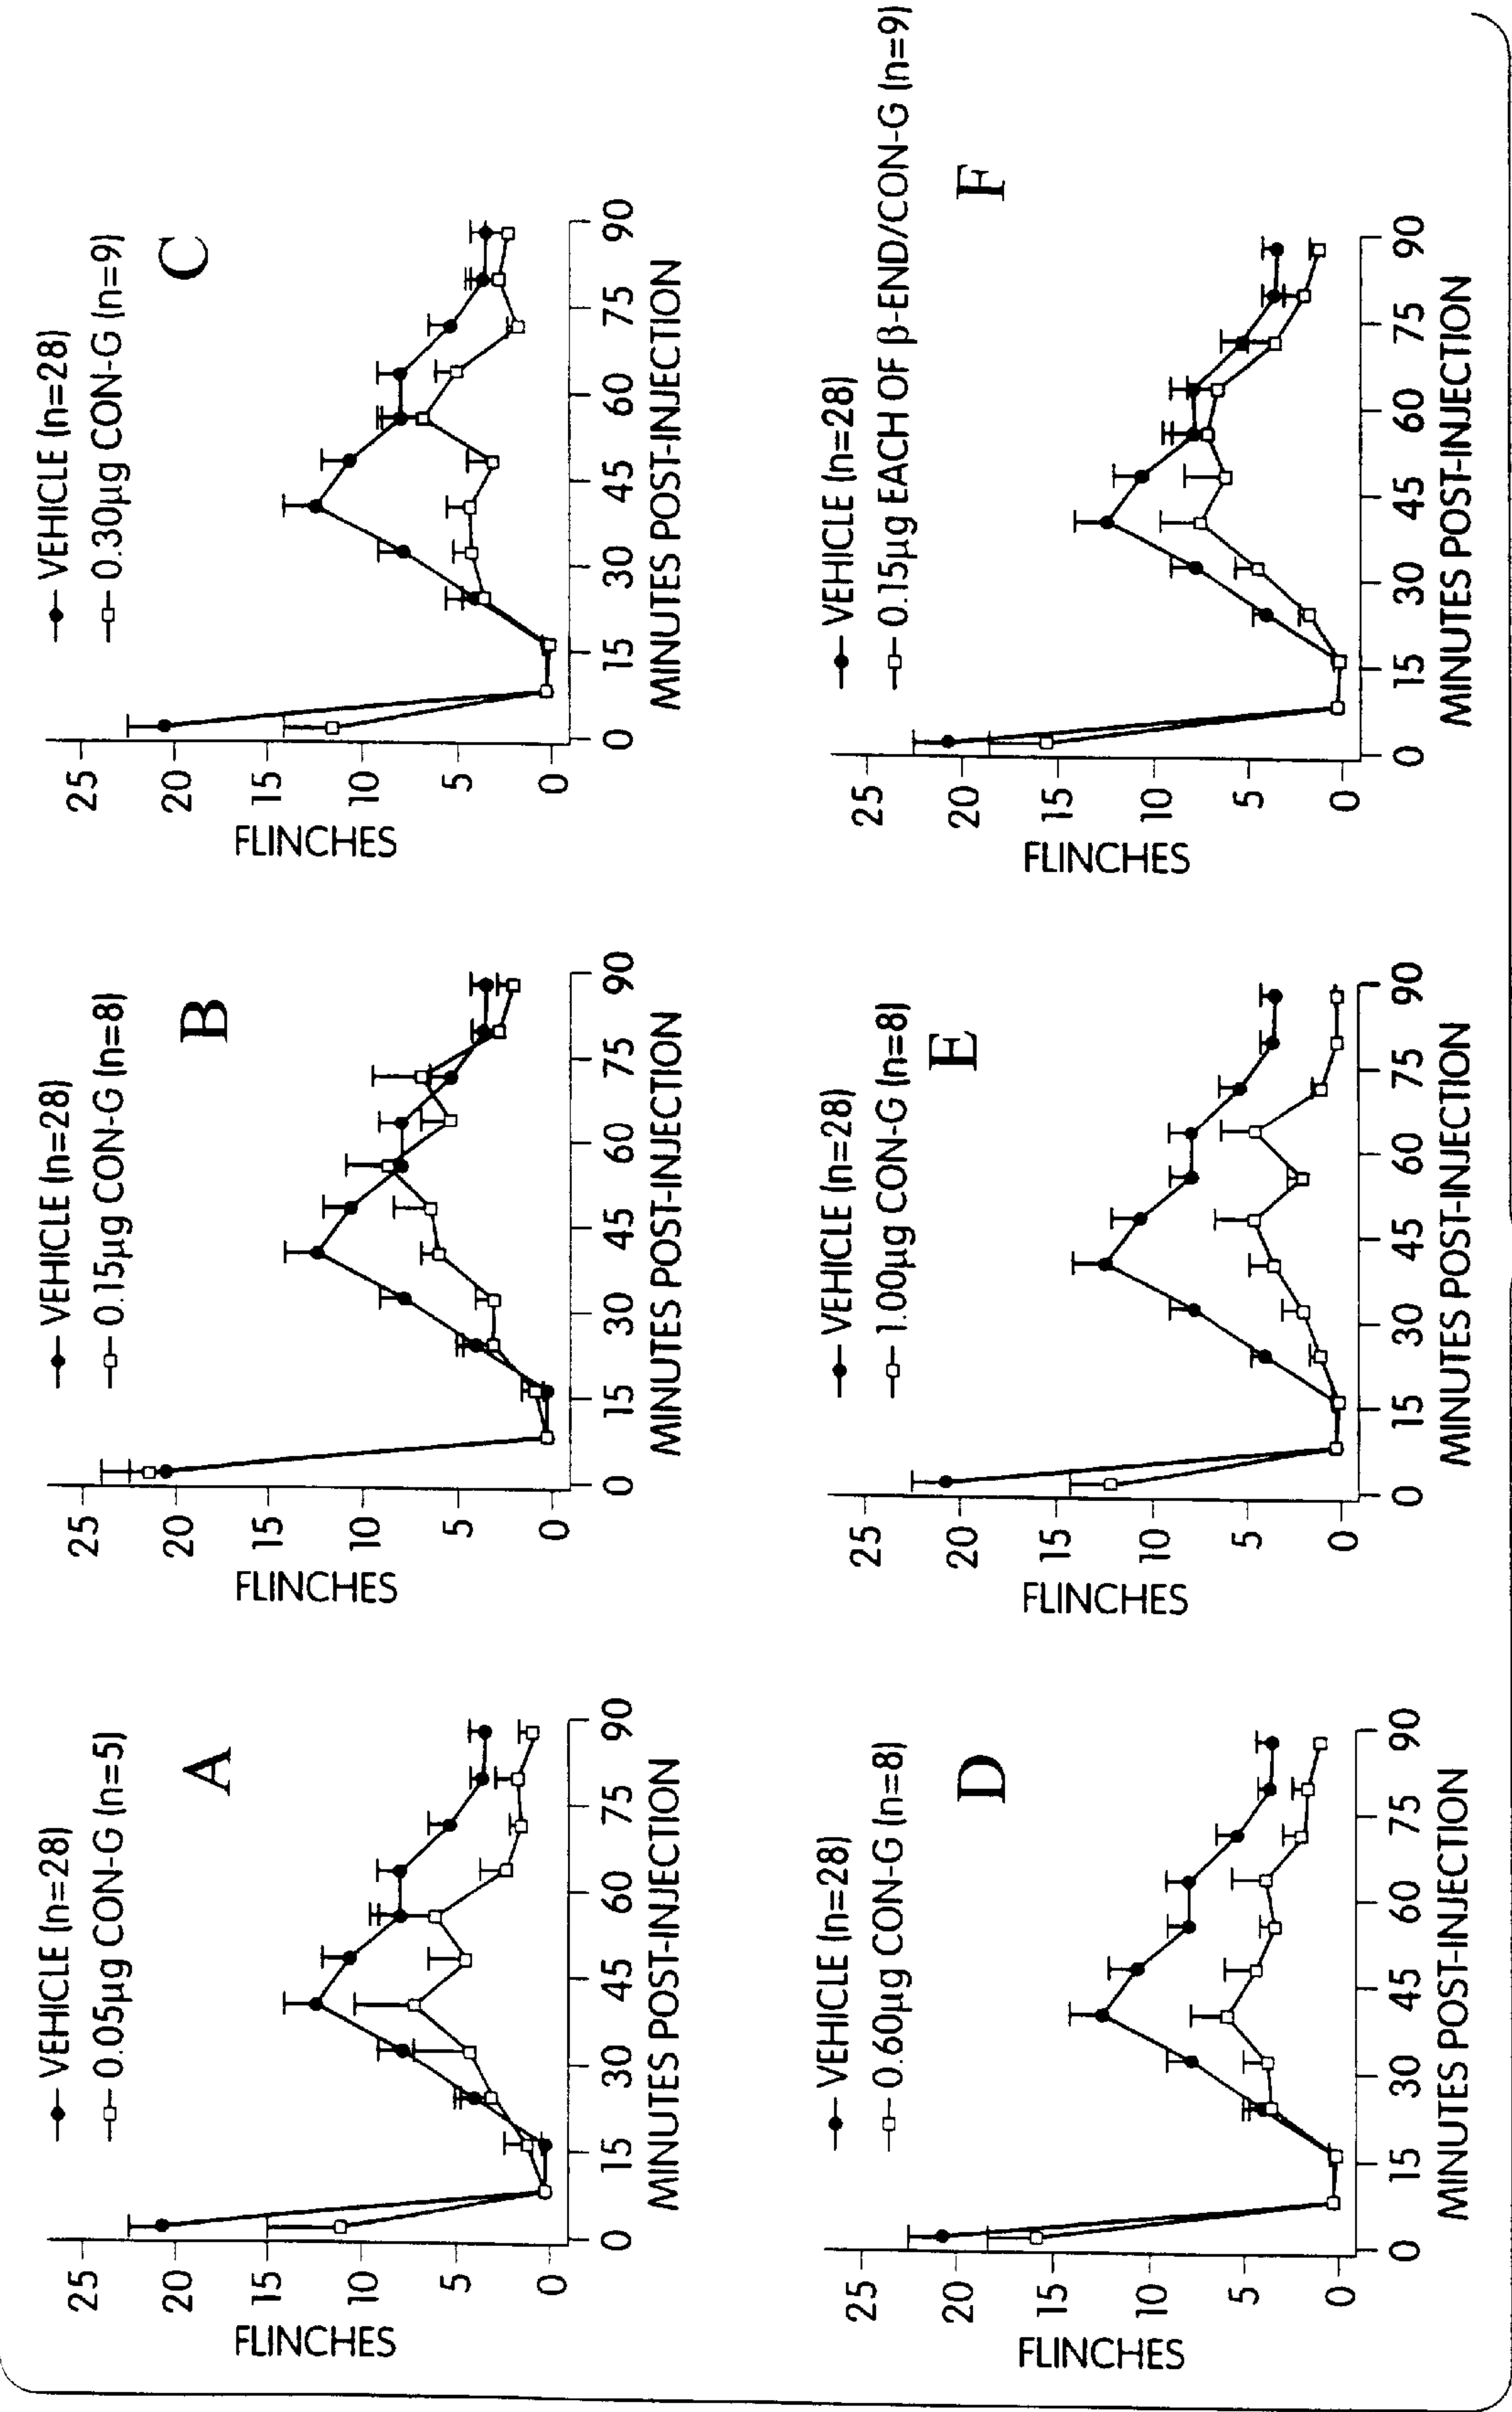 VEHICLE (n=28)
0.05µg CON-G (n=5)
A
FLINCHES
25
20
15
10
5
0
0 15 30 45 60 75 90
MINUTES POST-INJECTION
VEHICLE (n=28)
0.15µg CON-G (n=8)
B
FLINCHES
25
20
15
10
5
0
0 15 30 45 60 75 90
MINUTES POST-INJECTION
VEHICLE (n=28)
0.30µg CON-G (n=9)
C
FLINCHES
25
20
15
10
5
0
0 15 30 45 60 75 90
MINUTES POST-INJECTION
VEHICLE (n=28)
0.60µg CON-G (n=8)
D
FLINCHES
25
20
15
10
5
0
0 15 30 45 60 75 90
MINUTES POST-INJECTION
VEHICLE (n=28)
1.00µg CON-G (n=8)
E
FLINCHES
25
20
15
10
5
0
0 15 30 45 60 75 90
MINUTES POST-INJECTION
VEHICLE (n=28)
0.15µg EACH OF β-END/CON-G (n=9)
F
FLINCHES
25
20
15
10
5
0
0 15 30 45 60 75 90
MINUTES POST-INJECTION